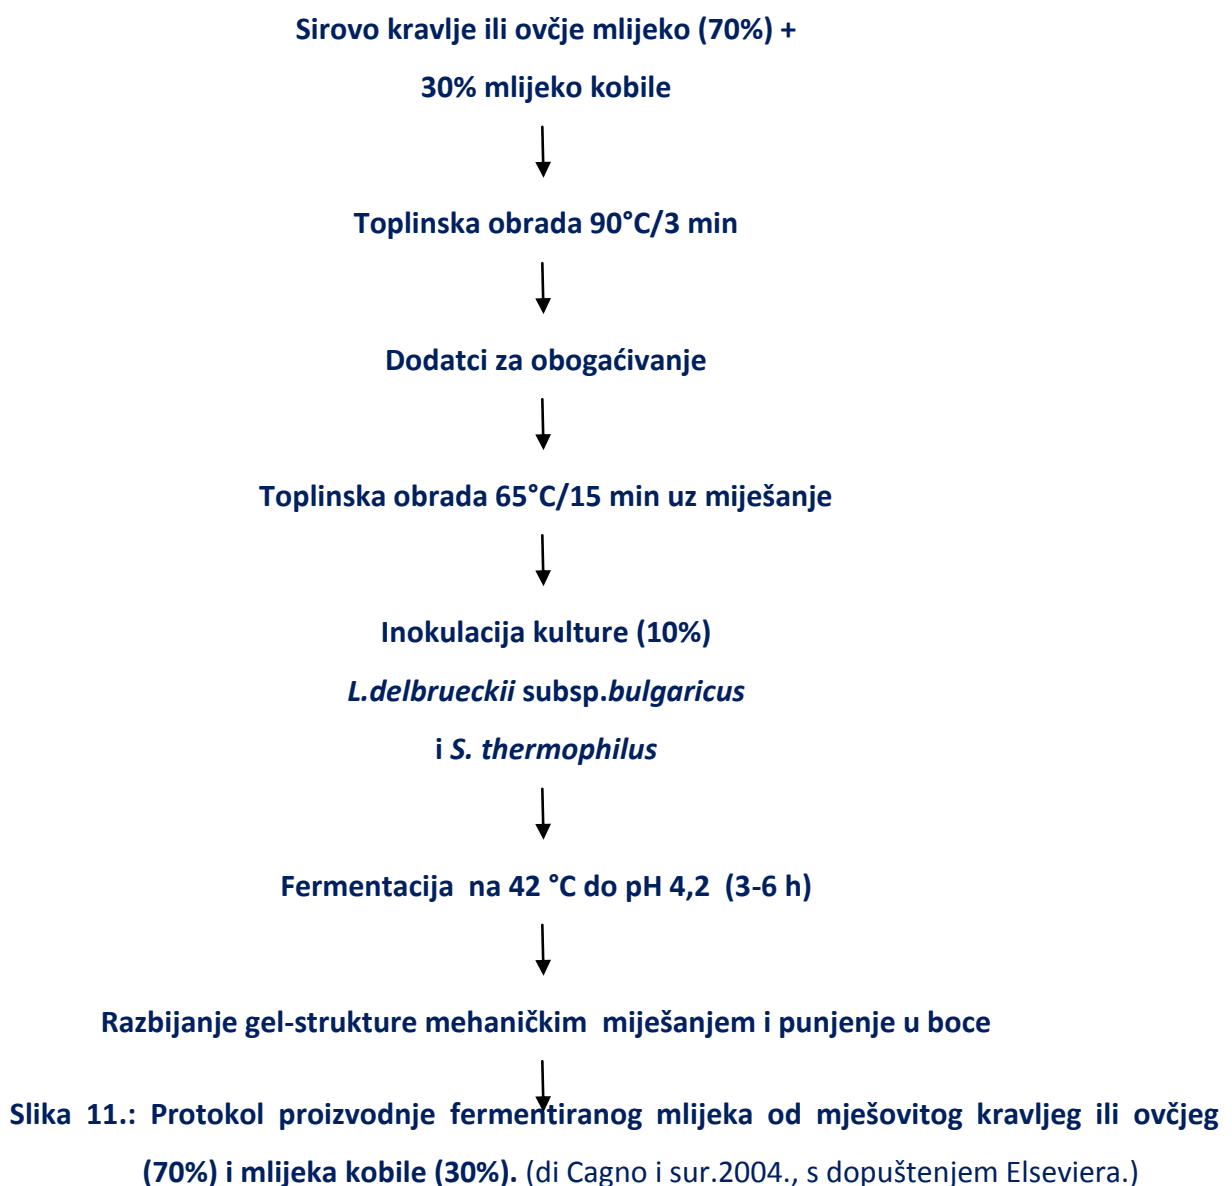 Sirovo kravlje ili ovčje mlijeko (70%) +
30% mlijeko kobile
Toplinska obrada 90°C/3 min
Dodatci za obogaćivanje
Toplinska obrada 65°C/15 min uz miješanje
Inokulacija kulture (10%)
L.delbrueckii subsp.bulgaricus
i S. thermophilus
Fermentacija na 42 °C do pH 4,2 (3-6 h)
Razbijanje gel-strukture mehaničkim miješanjem i punjenje u boce
Slika 11.: Protokol proizvodnje fermentiranog mlijeka od mješovitog kravljeg ili ovčjeg
(70%) i mlijeka kobile (30%). (di Cagno i sur.2004., s dopuštenjem Elseviera.)